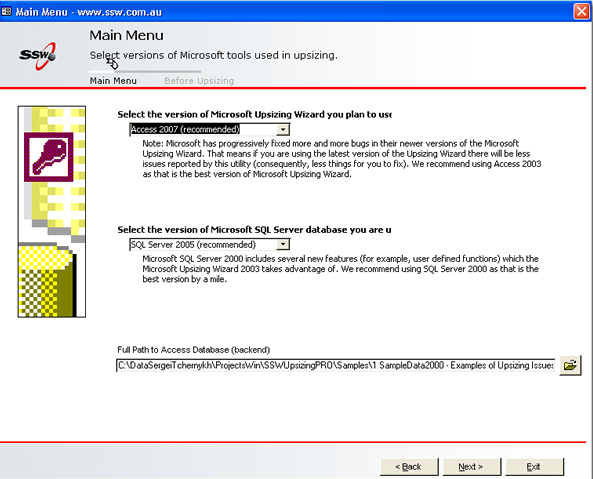 Main Menu - www.ssw.com.au
Main Menu
SSW
Select versions of Microsoft tools used in upsizing.
Main Menu Before Upsizing
Select the version of Microsoft Upsizing Wizard you plan to use
Access 2007 (recommended)
Note: Microsoft has progressively fixed more and more bugs in their newer versions of the Microsoft
Upsizing Wizard. That means if you are using the latest version of the Upsizing Wizard there will be less
issues reported by this utility (consequently, less things for you to fix). We recommend using Access 2003
as that is the best version of Microsoft Upsizing Wizard.
Select the version of Microsoft SQL Server database you are u
SQL Server 2005 (recommended)
Microsoft SQL Server 2000 includes several new features (for example, user defined functions) which the
Microsoft Upsizing Wizard 2003 takes advantage of. We recommend using SQL Server 2000 as that is the
best version by a mile.
Full Path to Access Database (backend)
C:\DataSergeiTchernykh\ProjectsWin\SSWUpsizingPRO\Samples\1 SampleData2000 - Examples of Upsizing Issues
< Back Next > Exit